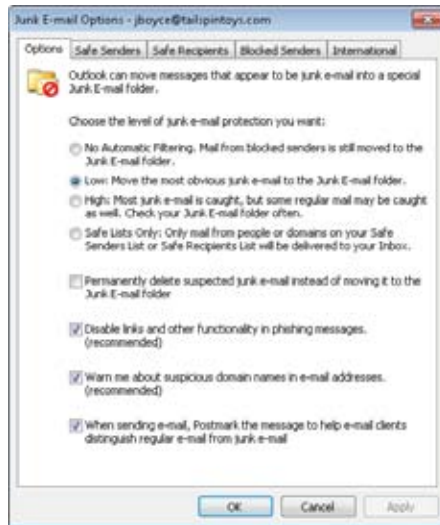 Junk E-mail Options - jboyce@tailspintoys.com
Options Safe Senders Safe Recipients Blocked Senders International
Outlook can move messages that appear to be junk e-mail into a special
Junk E-mail folder.
Choose the level of junk e-mail protection you want:
No Automatic Filtering. Mail from blocked senders is still moved to the
Junk E-mail folder.
Low: Move the most obvious junk e-mail to the Junk E-mail folder.
High: Most junk e-mail is caught, but some regular mail may be caught
as well. Check your Junk E-mail folder often.
Safe Lists Only: Only mail from people or domains on your Safe
Senders List or Safe Recipients List will be delivered to your Inbox.
Permanently delete suspected junk e-mail instead of moving it to the
Junk E-mail folder
Disable links and other functionality in phishing messages.
(recommended)
Warn me about suspicious domain names in e-mail addresses.
(recommended)
When sending e-mail, Postmark the message to help e-mail clients
distinguish regular e-mail from junk e-mail
OK Cancel Apply